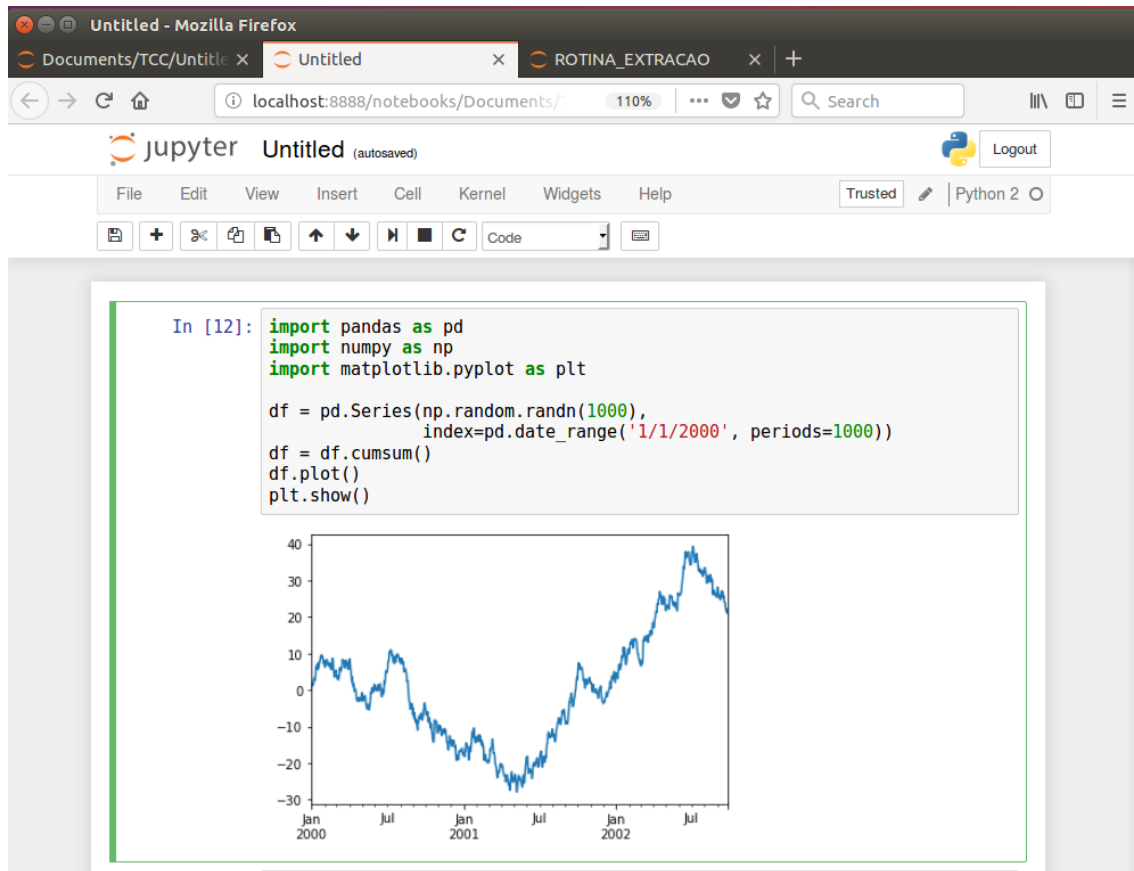 Untitled - Mozilla Firefox
Documents/TCC/Untitle
Untitled
ROTINA_EXTRACAO
localhost:8888/notebooks/Documents/
110%
Search
jupyter Untitled (autosaved)
Logout
File Edit View Insert Cell Kernel Widgets Help
Trusted
Python 2
Code
In [12]:
import pandas as pd
import numpy as np
import matplotlib.pyplot as plt
df = pd.Series(np.random.randn(1000),
index=pd.date_range('1/1/2000', periods=1000))
df = df.cumsum()
df.plot()
plt.show()
40
30
20
10
0
−10
−20
−30
Jan Jul Jan Jul Jan Jul
2000 2001 2002